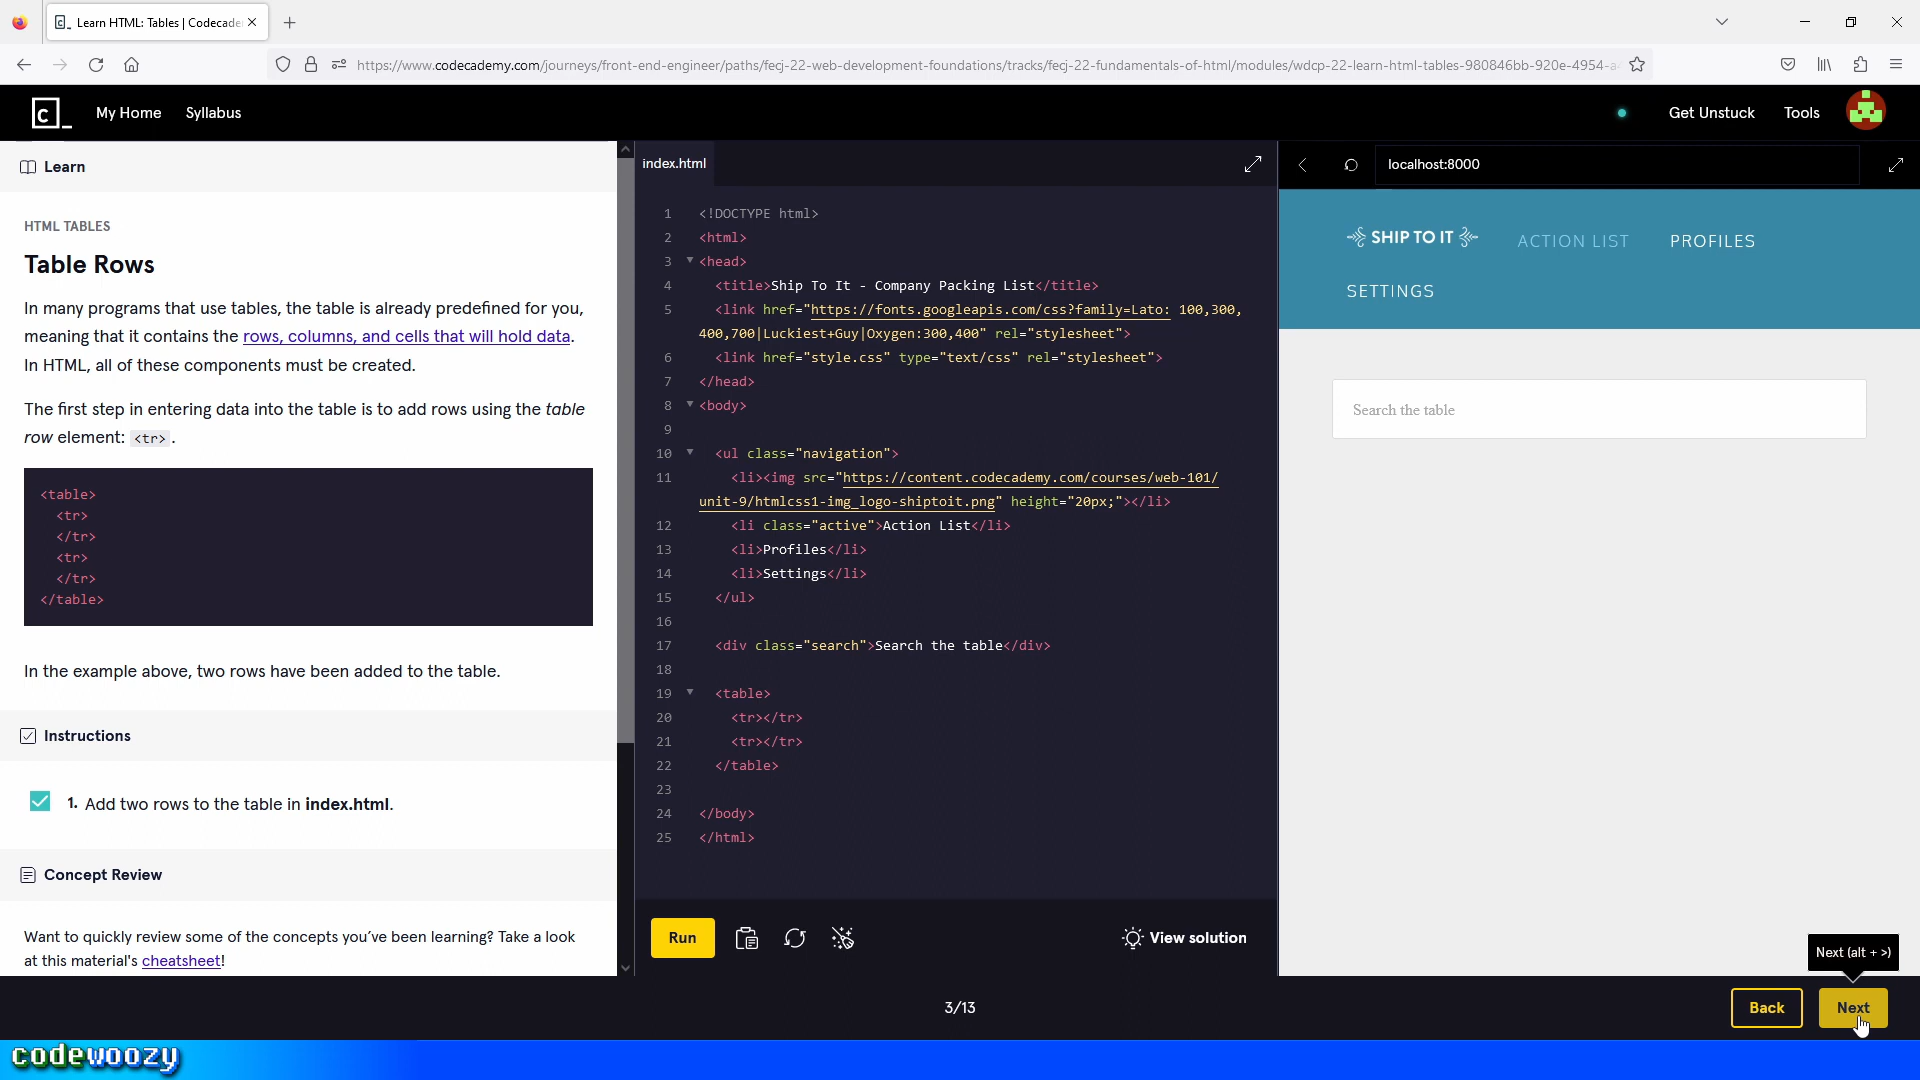 Learn HTML: Tables | Codecade
https://www.codecademy.com/journeys/front-end-engineer/paths/fecj-22-web-development-foundations/tracks/fecj-22-fundamentals-of-html/modules/wdcp-22-learn-html-tables-980846bb-920e-4954-a
My Home
Syllabus
Get Unstuck
Tools
Learn
HTML TABLES
Table Rows
In many programs that use tables, the table is already predefined for you,
meaning that it contains the rows, columns, and cells that will hold data.
In HTML, all of these components must be created.
The first step in entering data into the table is to add rows using the table
row element: <tr> .
<table>
<tr>
</tr>
<tr>
</tr>
</table>
In the example above, two rows have been added to the table.
Instructions
1. Add two rows to the table in index.html.
Concept Review
Want to quickly review some of the concepts you've been learning? Take a look
at this material's cheatsheet!
index.html
1 <!DOCTYPE html>
2 <html>
3 <head>
4 <title>Ship To It - Company Packing List</title>
5 <link href="https://fonts.googleapis.com/css?family=Lato: 100,300,
400,700|Luckiest+Guy|Oxygen:300,400" rel="stylesheet">
6 <link href="style.css" type="text/css" rel="stylesheet">
7 </head>
8 <body>
9
10 <ul class="navigation">
11 <li><img src="https://content.codecademy.com/courses/web-101/
unit-9/htmlcss1-img_logo-shiptoit.png" height="20px;"></li>
12 <li class="active">Action List</li>
13 <li>Profiles</li>
14 <li>Settings</li>
15 </ul>
16
17 <div class="search">Search the table</div>
18
19 <table>
20 <tr></tr>
21 <tr></tr>
22 </table>
23
24 </body>
25 </html>
Run
View solution
localhost:8000
SHIP TO IT
ACTION LIST
PROFILES
SETTINGS
Search the table
Next (alt + >)
3/13
Back
Next
codewoozy